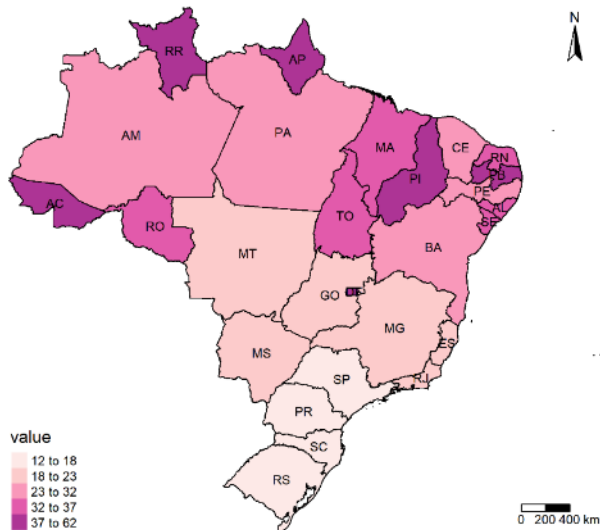 N
RR
AP
AM
PA
MA
CE
RN
PB
PI
PE
AC
AL
TO
SE
RO
BA
MT
GO
DF
MG
ES
MS
SP
RJ
PR
SC
RS
value
12 to 18
18 to 23
23 to 32
32 to 37
37 to 62
0 200 400 km